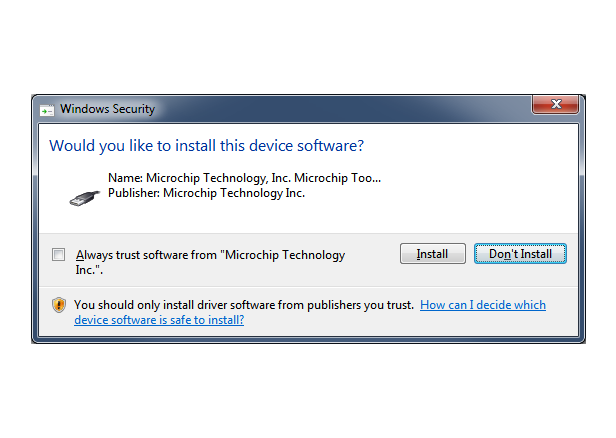 Windows Security
Would you like to install this device software?
Name: Microchip Technology, Inc. Microchip Too...
Publisher: Microchip Technology Inc.
Always trust software from "Microchip Technology
Inc.".
Install
Don't Install
You should only install driver software from publishers you trust. How can I decide which
device software is safe to install?